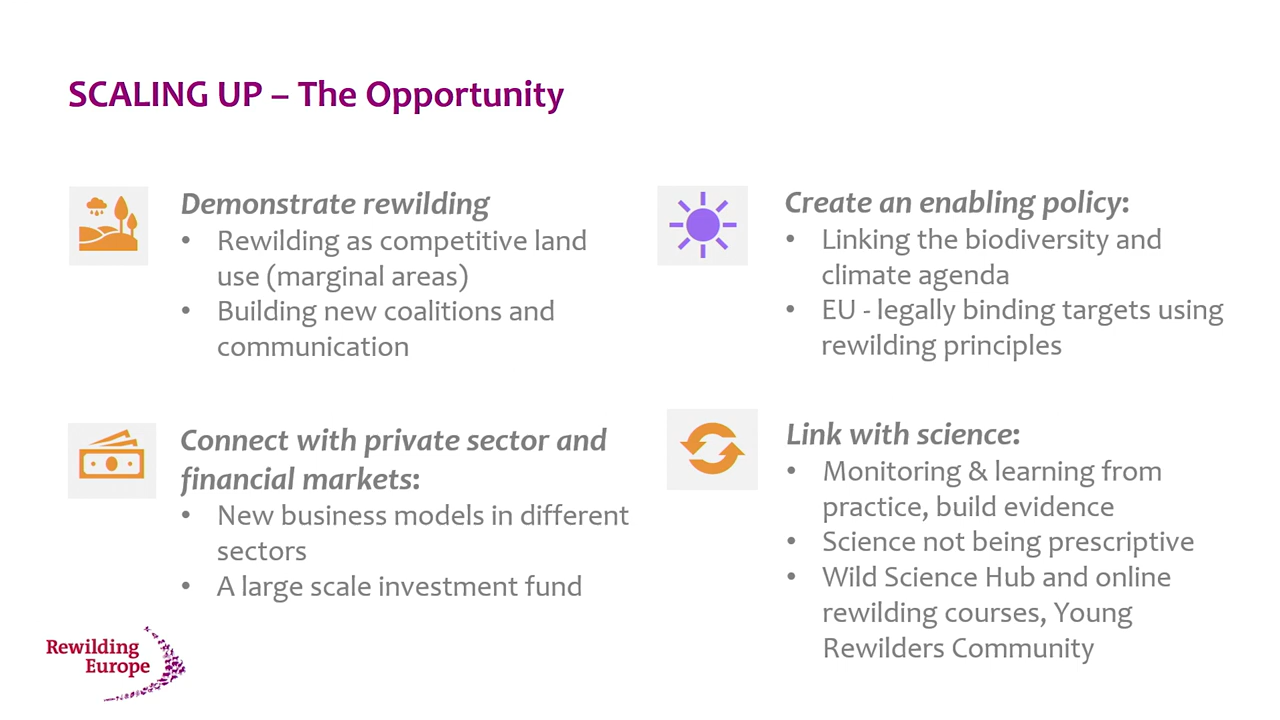 SCALING UP – The Opportunity
Demonstrate rewilding
• Rewilding as competitive land
use (marginal areas)
• Building new coalitions and
communication
Connect with private sector and
financial markets:
• New business models in different
sectors
• A large scale investment fund
Create an enabling policy:
• Linking the biodiversity and
climate agenda
• EU - legally binding targets using
rewilding principles
Link with science:
• Monitoring & learning from
practice, build evidence
• Science not being prescriptive
• Wild Science Hub and online
rewilding courses, Young
Rewilders Community
Rewilding
Europe